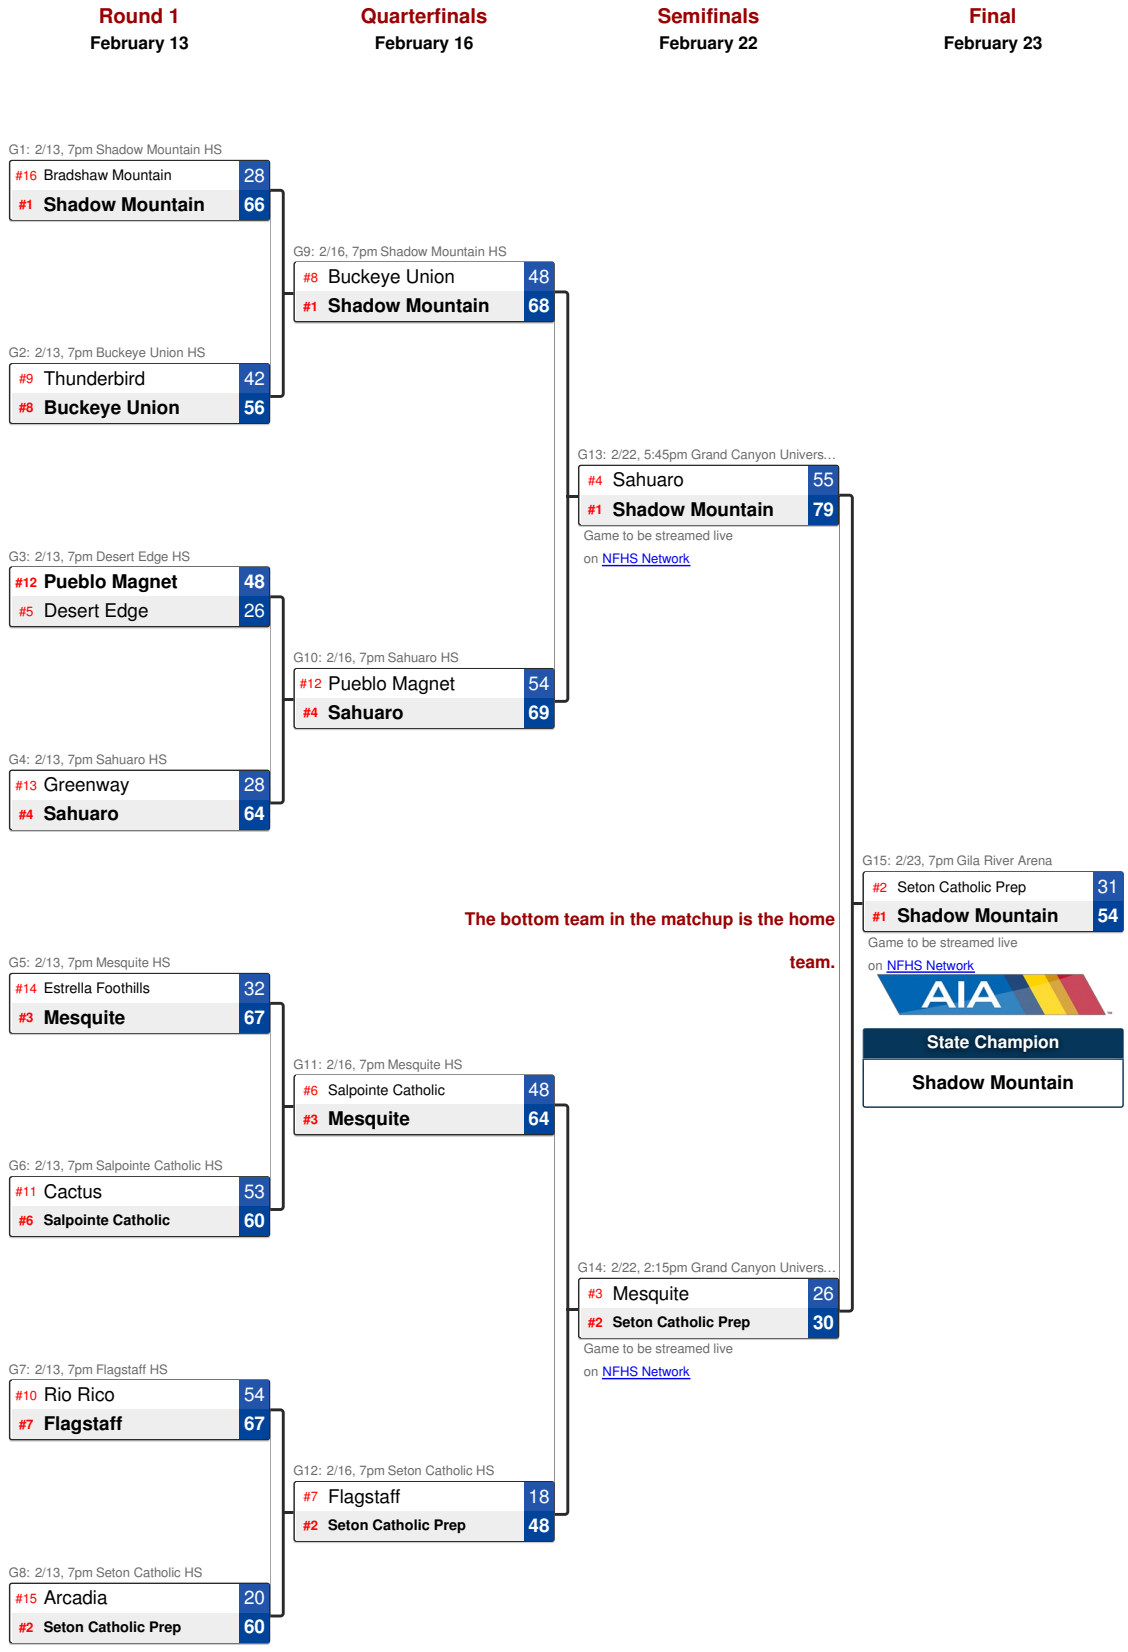 Round 1
February 13
Quarterfinals
February 16
Semifinals
February 22
Final
February 23
G1: 2/13, 7pm Shadow Mountain HS
#16 Bradshaw Mountain 28
#1 Shadow Mountain 66
G2: 2/13, 7pm Buckeye Union HS
#9 Thunderbird 42
#8 Buckeye Union 56
G3: 2/13, 7pm Desert Edge HS
#12 Pueblo Magnet 48
#5 Desert Edge 26
G4: 2/13, 7pm Sahuaro HS
#13 Greenway 28
#4 Sahuaro 64
G5: 2/13, 7pm Mesquite HS
#14 Estrella Foothills 32
#3 Mesquite 67
G6: 2/13, 7pm Salpointe Catholic HS
#11 Cactus 53
#6 Salpointe Catholic 60
G7: 2/13, 7pm Flagstaff HS
#10 Rio Rico 54
#7 Flagstaff 67
G8: 2/13, 7pm Seton Catholic HS
#15 Arcadia 20
#2 Seton Catholic Prep 60
G9: 2/16, 7pm Shadow Mountain HS
#8 Buckeye Union 48
#1 Shadow Mountain 68
G10: 2/16, 7pm Sahuaro HS
#12 Pueblo Magnet 54
#4 Sahuaro 69
G11: 2/16, 7pm Mesquite HS
#6 Salpointe Catholic 48
#3 Mesquite 64
G12: 2/16, 7pm Seton Catholic HS
#7 Flagstaff 18
#2 Seton Catholic Prep 48
G13: 2/22, 5:45pm Grand Canyon Univers...
#4 Sahuaro 55
#1 Shadow Mountain 79
Game to be streamed live
on NFHS Network
The bottom team in the matchup is the home
team.
G14: 2/22, 2:15pm Grand Canyon Univers...
#3 Mesquite 26
#2 Seton Catholic Prep 30
Game to be streamed live
on NFHS Network
G15: 2/23, 7pm Gila River Arena
#2 Seton Catholic Prep 31
#1 Shadow Mountain 54
Game to be streamed live
on NFHS Network
AIA
State Champion
Shadow Mountain